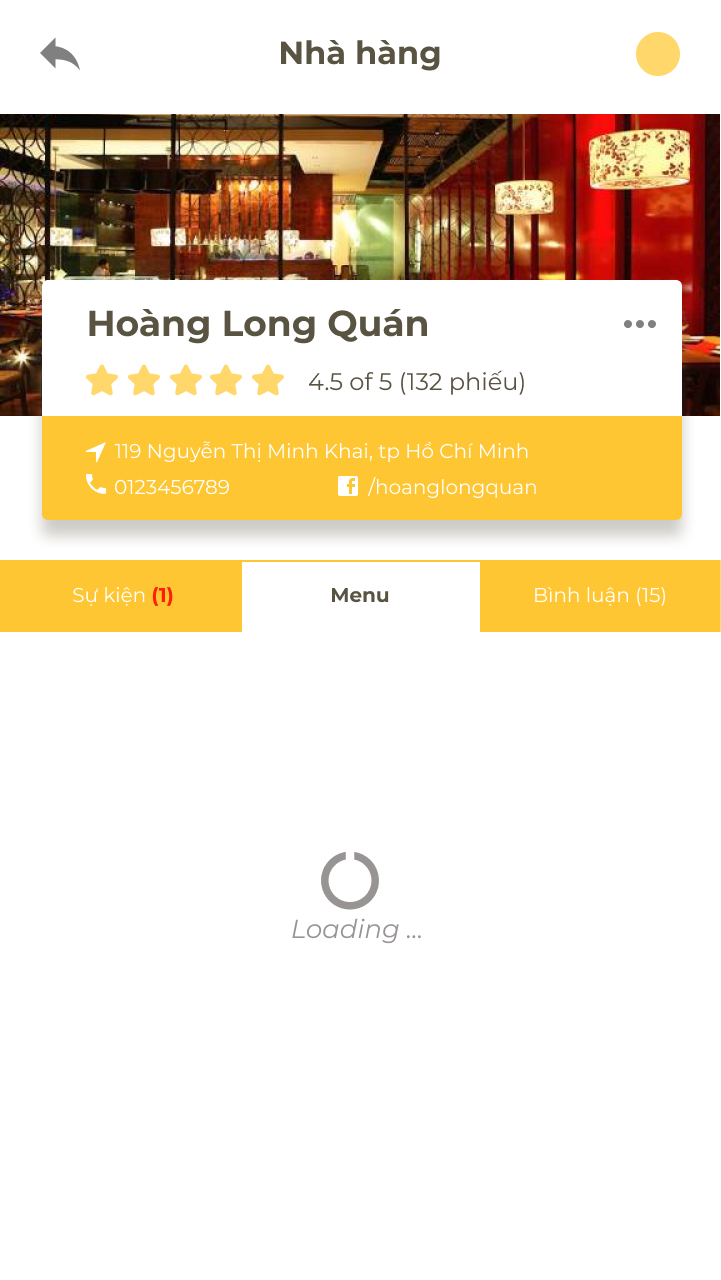 Nhà hàng
Hoàng Long Quán
4.5 of 5 (132 phiếu)
119 Nguyễn Thị Minh Khai, tp Hồ Chí Minh
0123456789 /hoanglongquan
Sự kiện (1) Menu Bình luận (15)
Loading ...